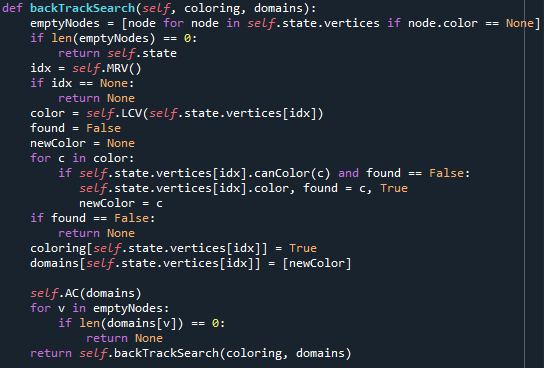 def backTrackSearch(self, coloring, domains):
    emptyNodes = [node for node in self.state.vertices if node.color == None]
    if len(emptyNodes) == 0:
        return self.state
    idx = self.MRV()
    if idx == None:
        return None
    color = self.LCV(self.state.vertices[idx])
    found = False
    newColor = None
    for c in color:
        if self.state.vertices[idx].canColor(c) and found == False:
            self.state.vertices[idx].color, found = c, True
            newColor = c
    if found == False:
        return None
    coloring[self.state.vertices[idx]] = True
    domains[self.state.vertices[idx]] = [newColor]

    self.AC(domains)
    for v in emptyNodes:
        if len(domains[v]) == 0:
            return None
    return self.backTrackSearch(coloring, domains)